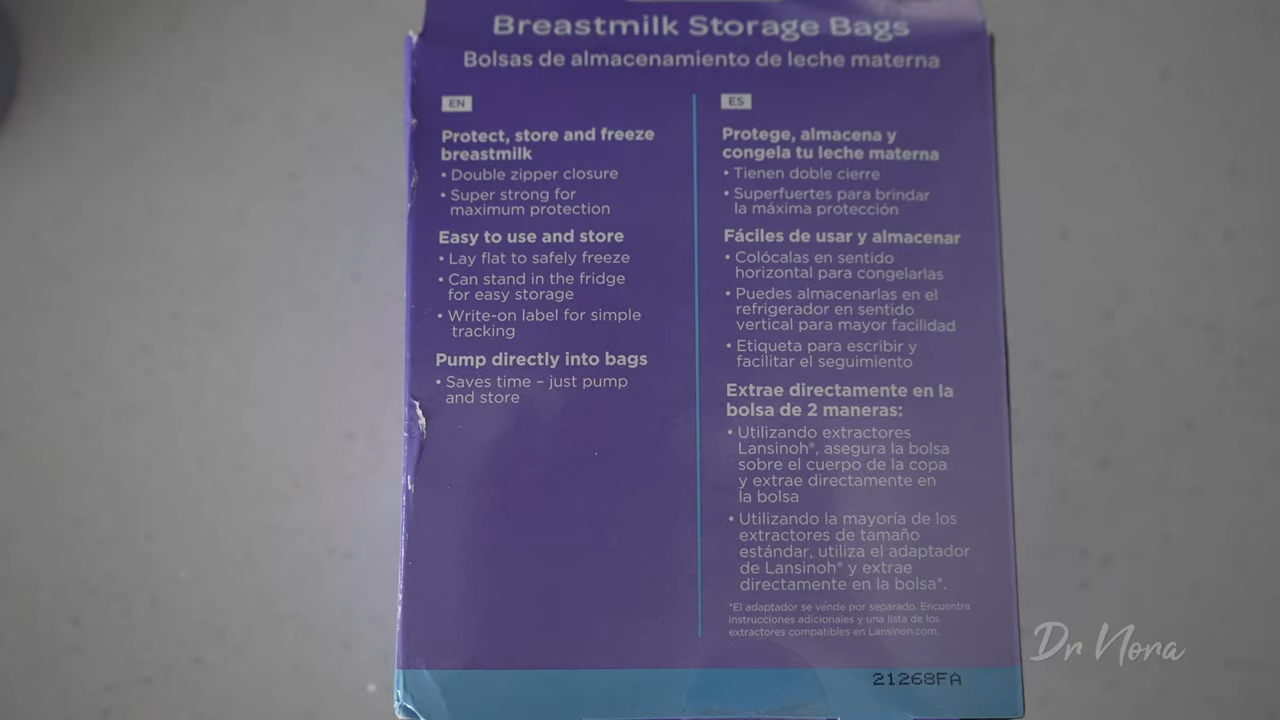 Breastmilk Storage Bags
Bolsas de almacenamiento de leche materna
EN
Protect, store and freeze
breastmilk
• Double zipper closure
• Super strong for
maximum protection
Easy to use and store
• Lay flat to safely freeze
• Can stand in the fridge
for easy storage
• Write-on label for simple
tracking
Pump directly into bags
• Saves time – just pump
and store
ES
Protege, almacena y
congela tu leche materna
• Tienen doble cierre
• Superfuertes para brindar
la máxima protección
Fáciles de usar y almacenar
• Colócalas en sentido
horizontal para congelarlas
• Puedes almacenarlas en el
refrigerador en sentido
vertical para mayor facilidad
• Etiqueta para escribir y
facilitar el seguimiento
Extrae directamente en la
bolsa de 2 maneras:
• Utilizando extractores
Lansinoh®, asegura la bolsa
sobre el cuerpo de la copa
y extrae directamente en
la bolsa
• Utilizando la mayoría de los
extractores de tamaño
estándar, utiliza el adaptador
de Lansinoh® y extrae
directamente en la bolsa*.
*El adaptador se vende por separado. Encuentra
instrucciones adicionales y una lista de los
extractores compatibles en Lansinoh.com.
21268FA
Dr Nora